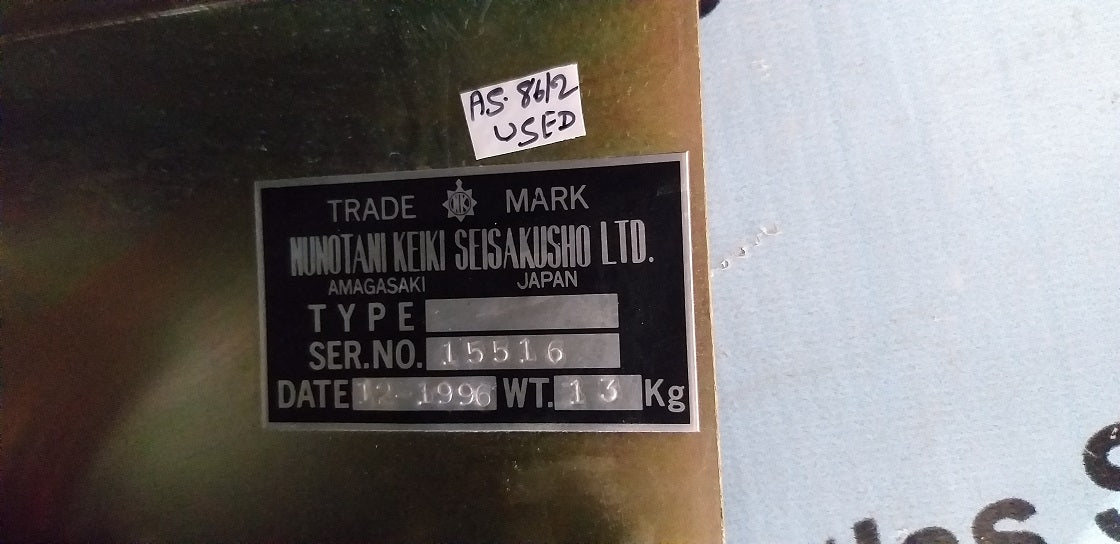 AS. 86/2
USED
TRADE NK MARK
NUNOTANI KEIKI SEISAKUSHO LTD.
AMAGASAKI JAPAN
TYPE
SER.NO. 15516
DATE 12-1996 WT. 13 Kg